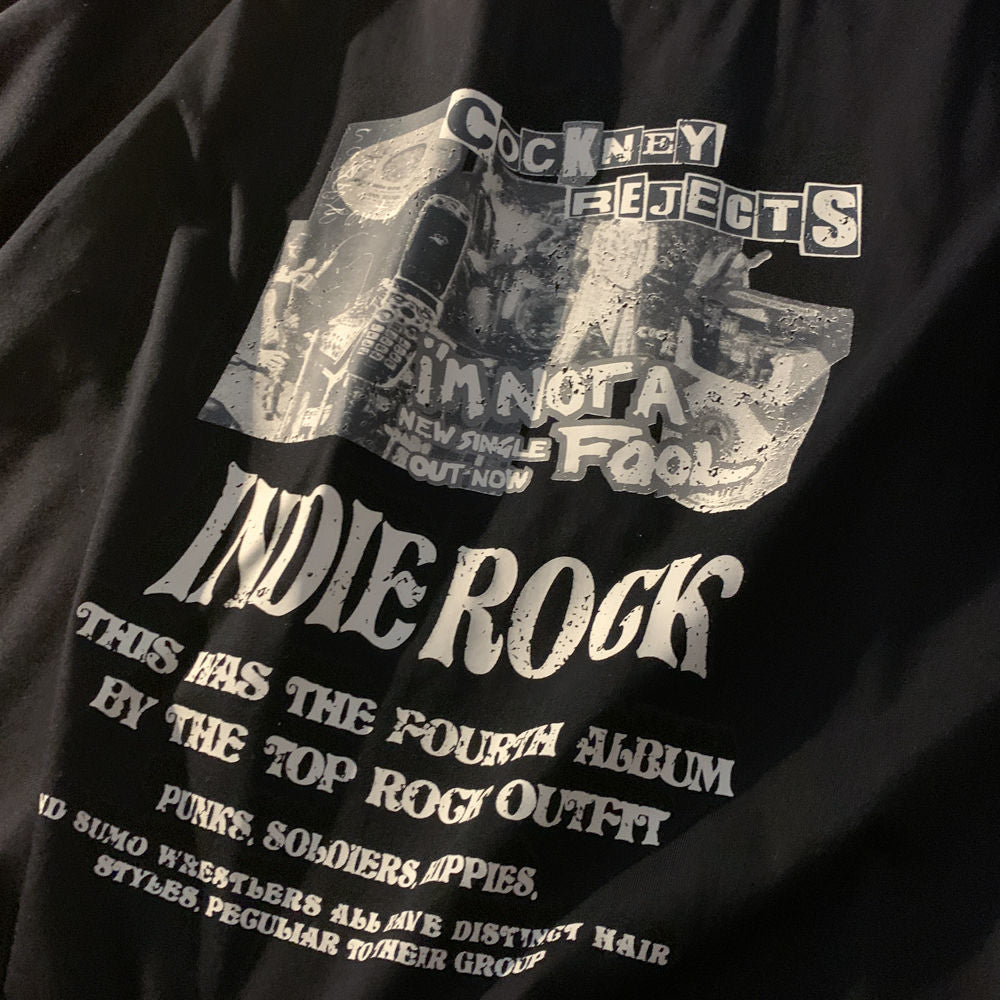 COCKNEY
REJECTS
I'M NOT A
FOOL
NEW SINGLE
OUT NOW
INDIE ROCK
THIS WAS THE FOURTH ALBUM
BY THE TOP ROCK OUTFIT
PUNKS, SOLDIERS, HIPPIES,
ND SUMO WRESTLERS ALL HAVE DISTINCT HAIR
STYLES, PECULIAR TO THEIR GROUP